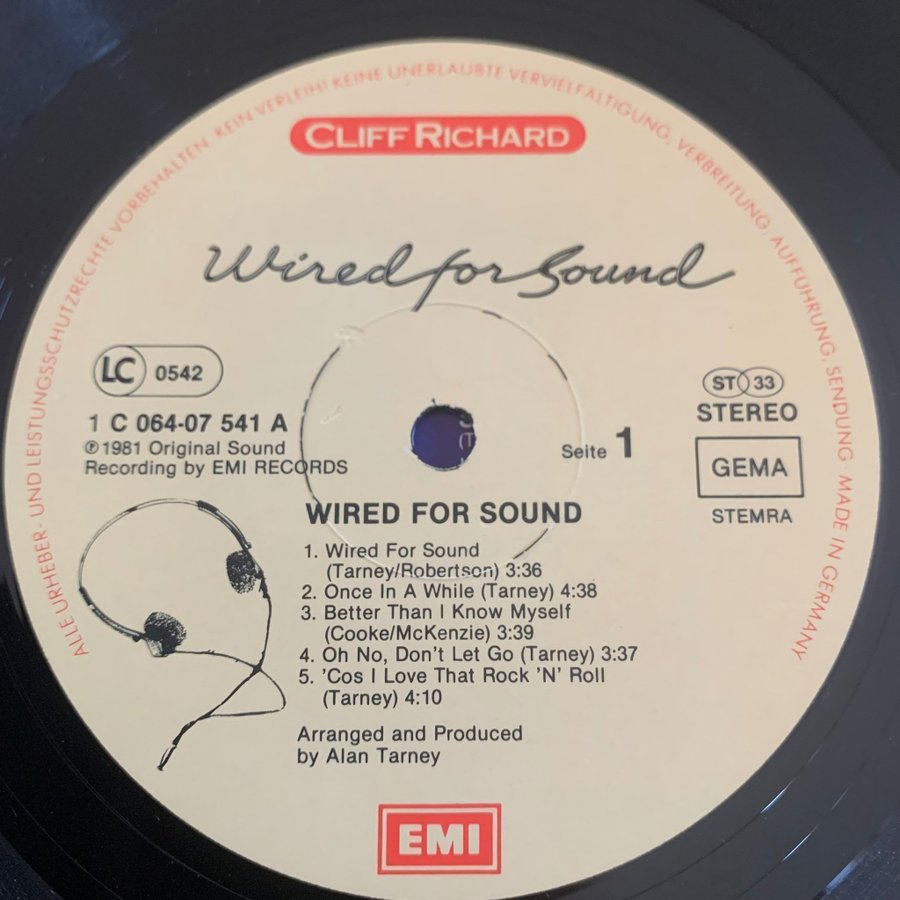 ALLE URHEBER- UND LEISTUNGSSCHUTZRECHTE VORBEHALTEN. KEIN VERLEIH! KEINE UNERLAUBTE VERVIELFÄLTIGUNG, VERBREITUNG, AUFFÜHRUNG, SENDUNG · MADE IN GERMANY
CLIFF RICHARD
Wired for Sound
LC 0542
1 C 064-07 541 A
℗ 1981 Original Sound
Recording by EMI RECORDS
ST 33
STEREO
Seite 1
GEMA
STEMRA
WIRED FOR SOUND
1. Wired For Sound
(Tarney/Robertson) 3:36
2. Once In A While (Tarney) 4:38
3. Better Than I Know Myself
(Cooke/McKenzie) 3:39
4. Oh No, Don't Let Go (Tarney) 3:37
5. 'Cos I Love That Rock 'N' Roll
(Tarney) 4:10
Arranged and Produced
by Alan Tarney
EMI